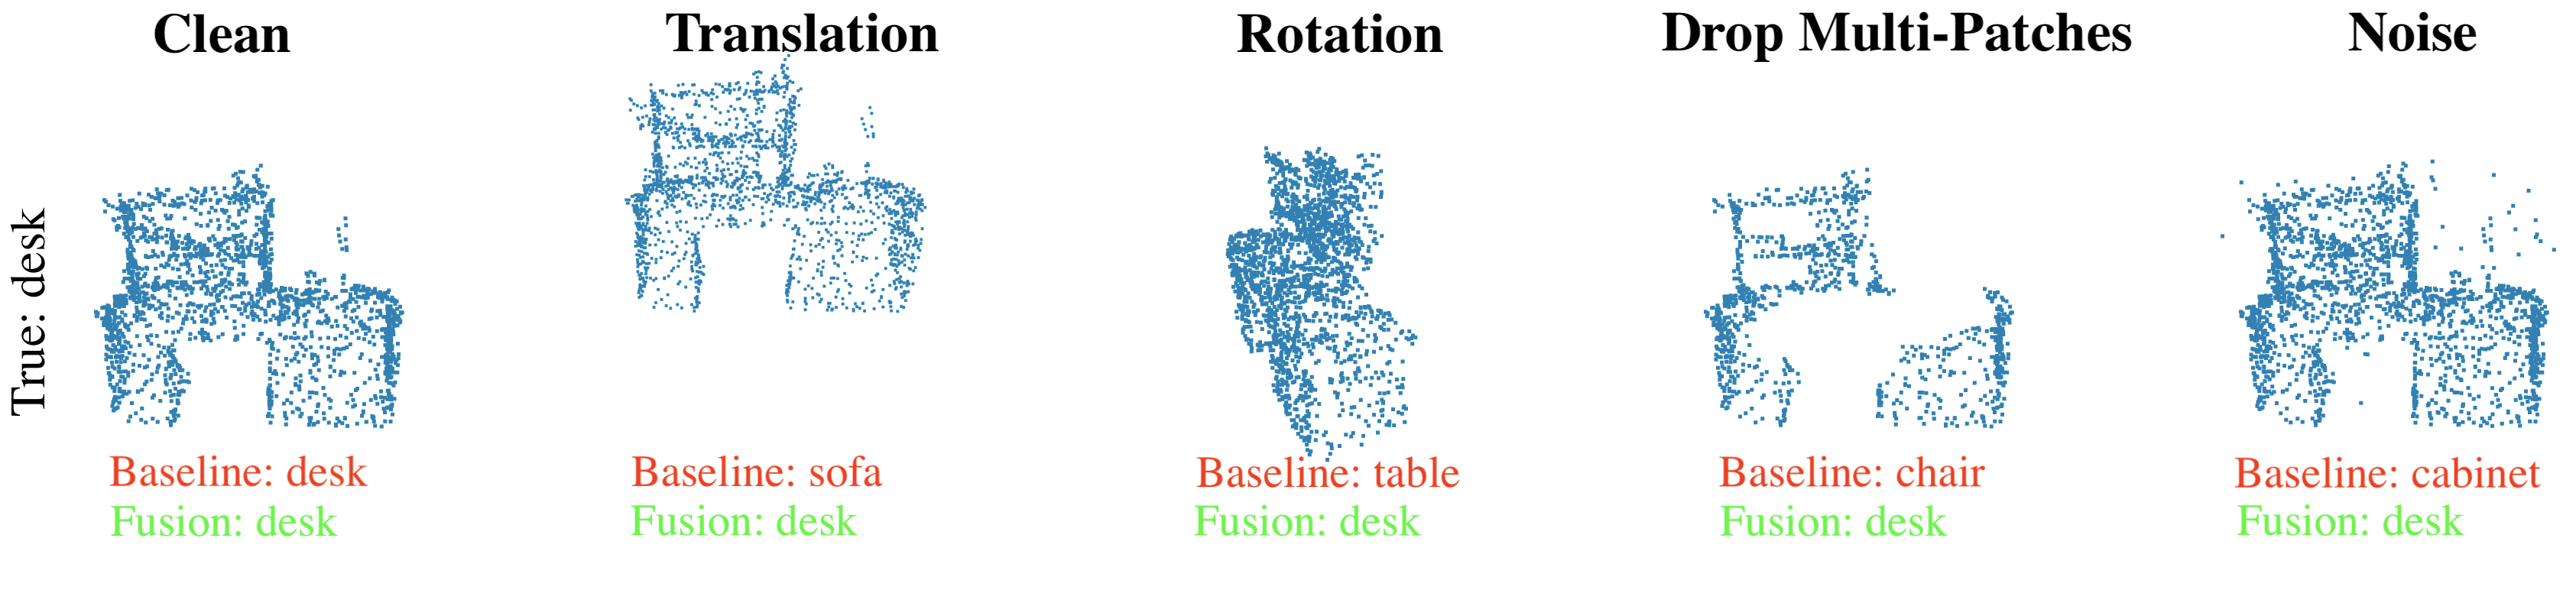 Clean Translation Rotation Drop Multi-Patches Noise
True: desk
Baseline: desk Baseline: sofa Baseline: table Baseline: chair Baseline: cabinet
Fusion: desk Fusion: desk Fusion: desk Fusion: desk Fusion: desk